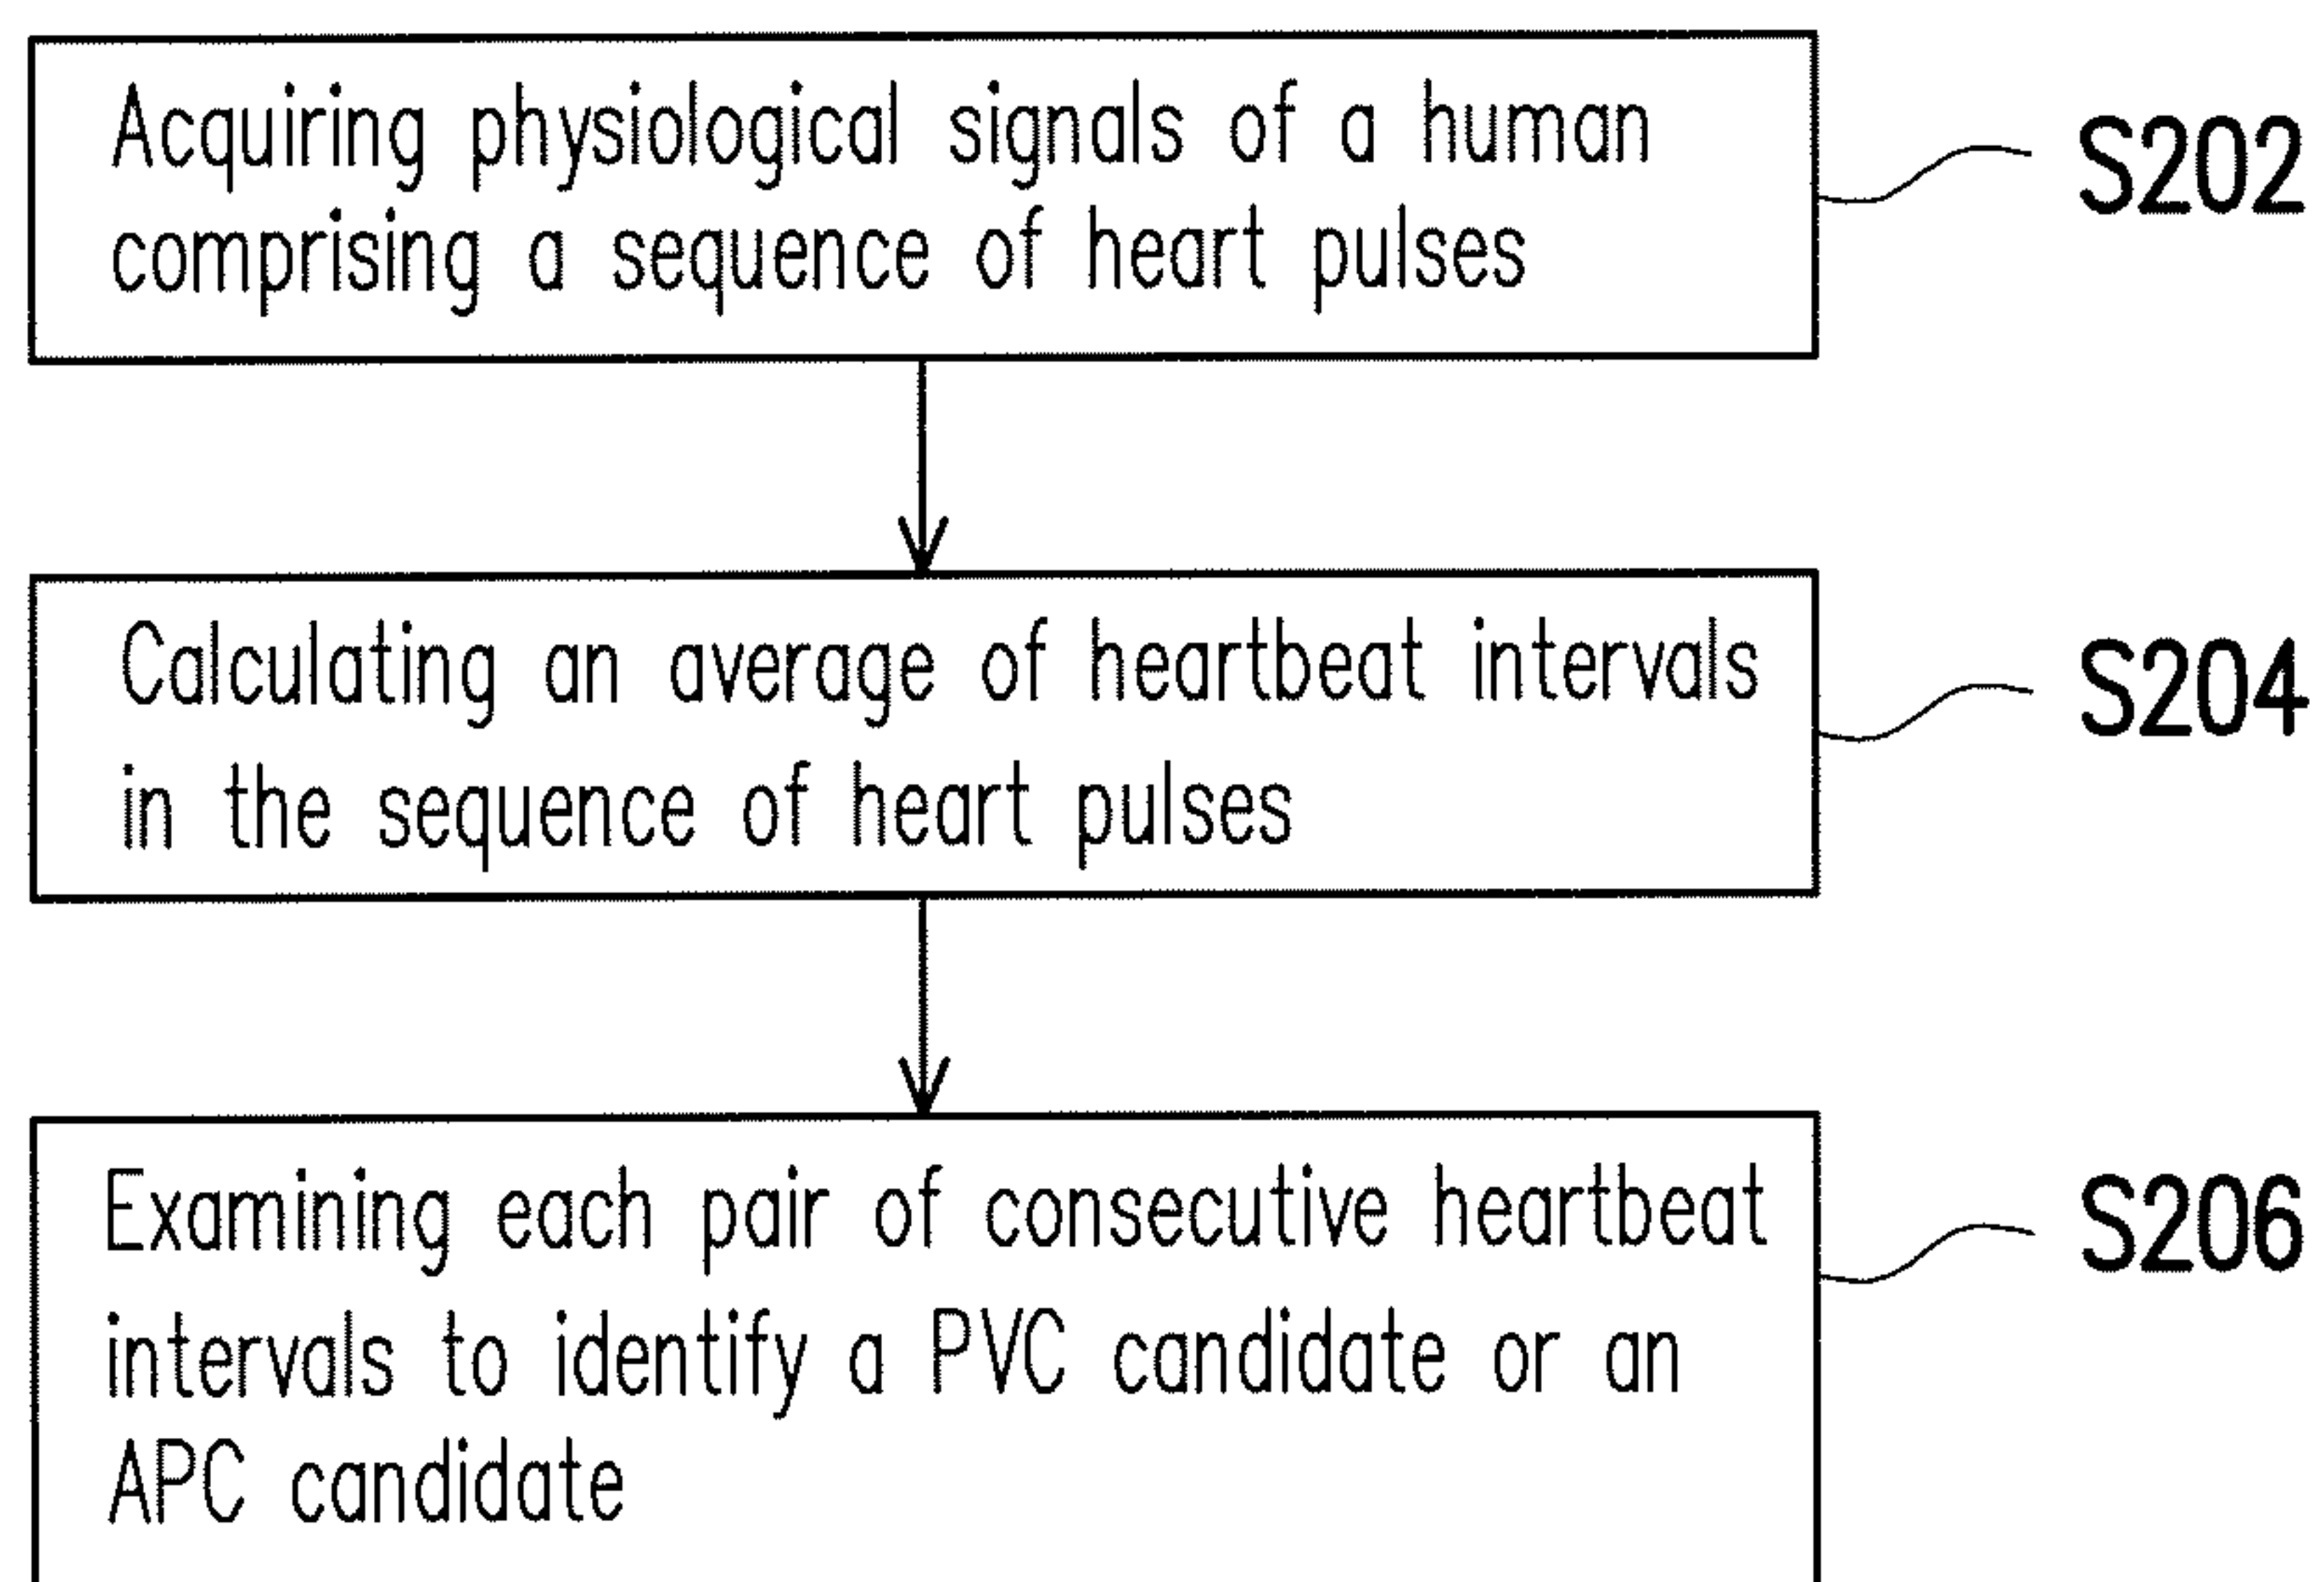 Acquiring physiological signals of a human
comprising a sequence of heart pulses
S202
Calculating an average of heartbeat intervals
in the sequence of heart pulses
S204
Examining each pair of consecutive heartbeat
intervals to identify a PVC candidate or an
APC candidate
S206